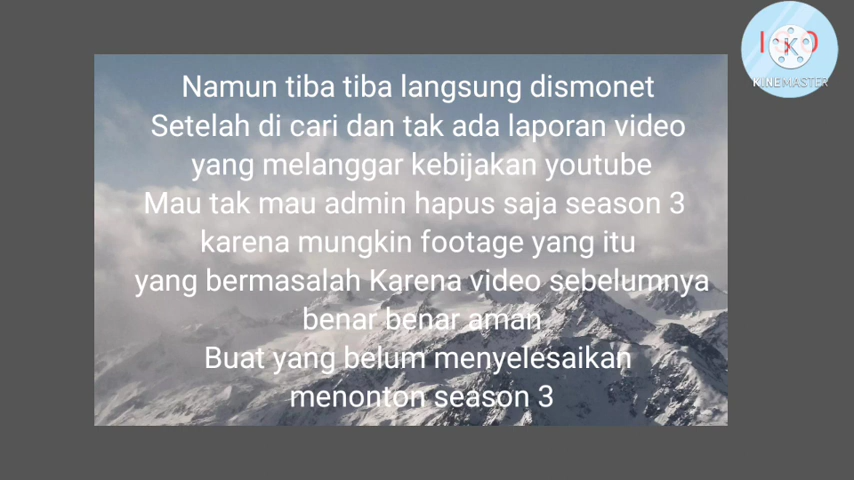 Namun tiba tiba langsung dismonet
Setelah di cari dan tak ada laporan video
yang melanggar kebijakan youtube
Mau tak mau admin hapus saja season 3
karena mungkin footage yang itu
yang bermasalah Karena video sebelumnya
benar benar aman
Buat yang belum menyelesaikan
menonton season 3
K
KINEMASTER